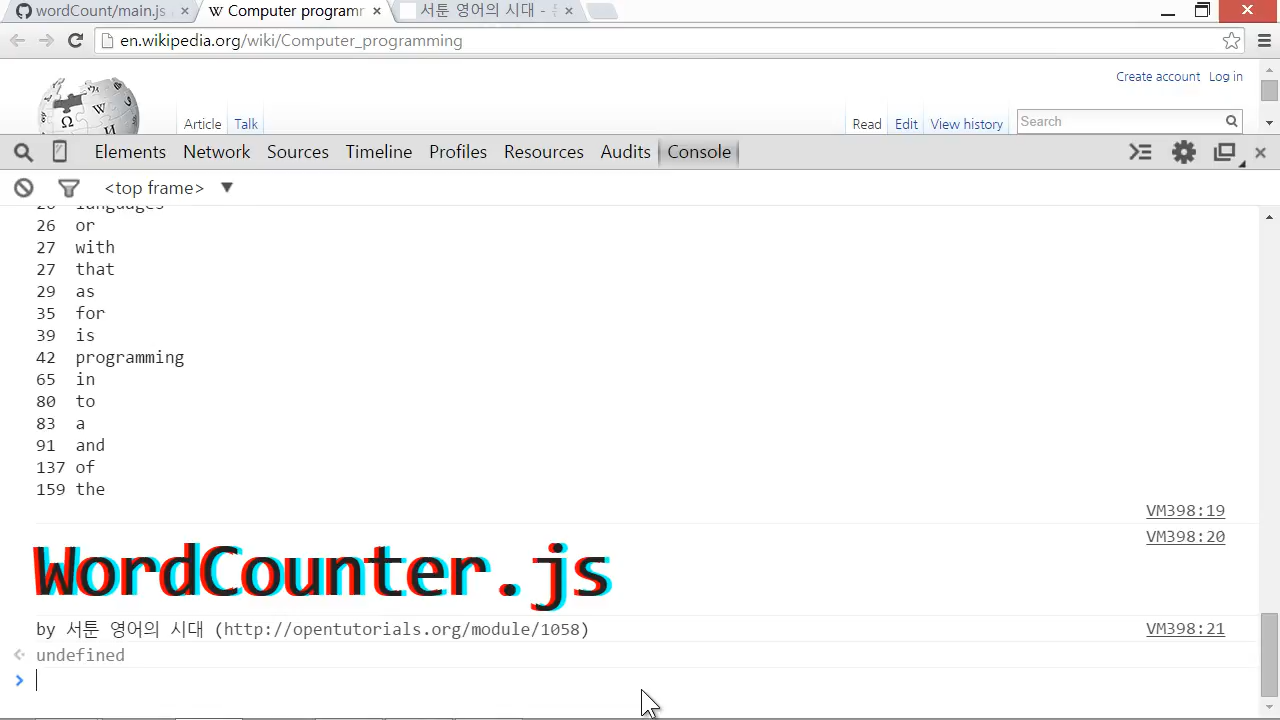 wordCount/main.js
Computer programr
서툰 영어의 시대 -
en.wikipedia.org/wiki/Computer_programming
Create account Log in
Article Talk Read Edit View history Search
Elements Network Sources Timeline Profiles Resources Audits Console
<top frame>
languages
26 or
27 with
27 that
29 as
35 for
39 is
42 programming
65 in
80 to
83 a
91 and
137 of
159 the
VM398:19
VM398:20
WordCounter.js
by 서툰 영어의 시대 (http://opentutorials.org/module/1058) VM398:21
undefined